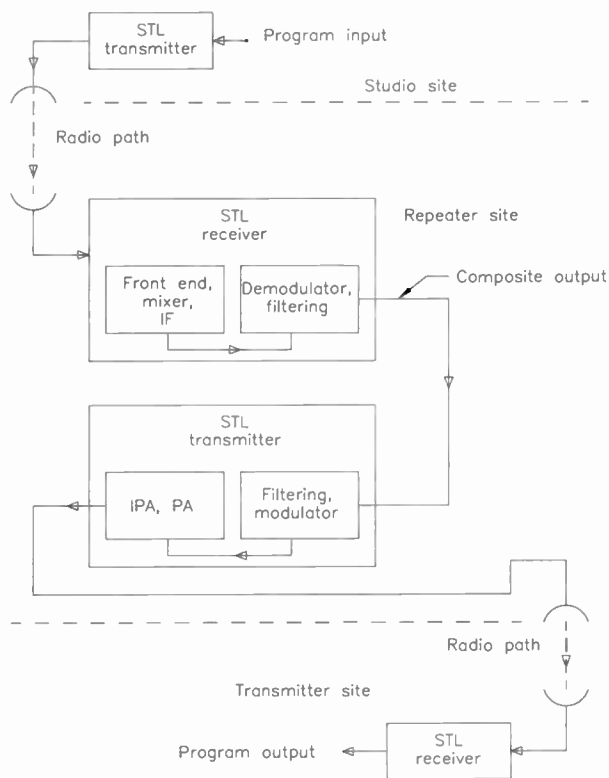 STL
transmitter
Program input
Studio site
Radio path
STL
receiver
Repeater site
Front end,
mixer,
IF
Demodulator,
filtering
Composite output
STL
transmitter
IPA, PA
Filtering,
modulator
Radio path
Transmitter site
Program output
STL
receiver